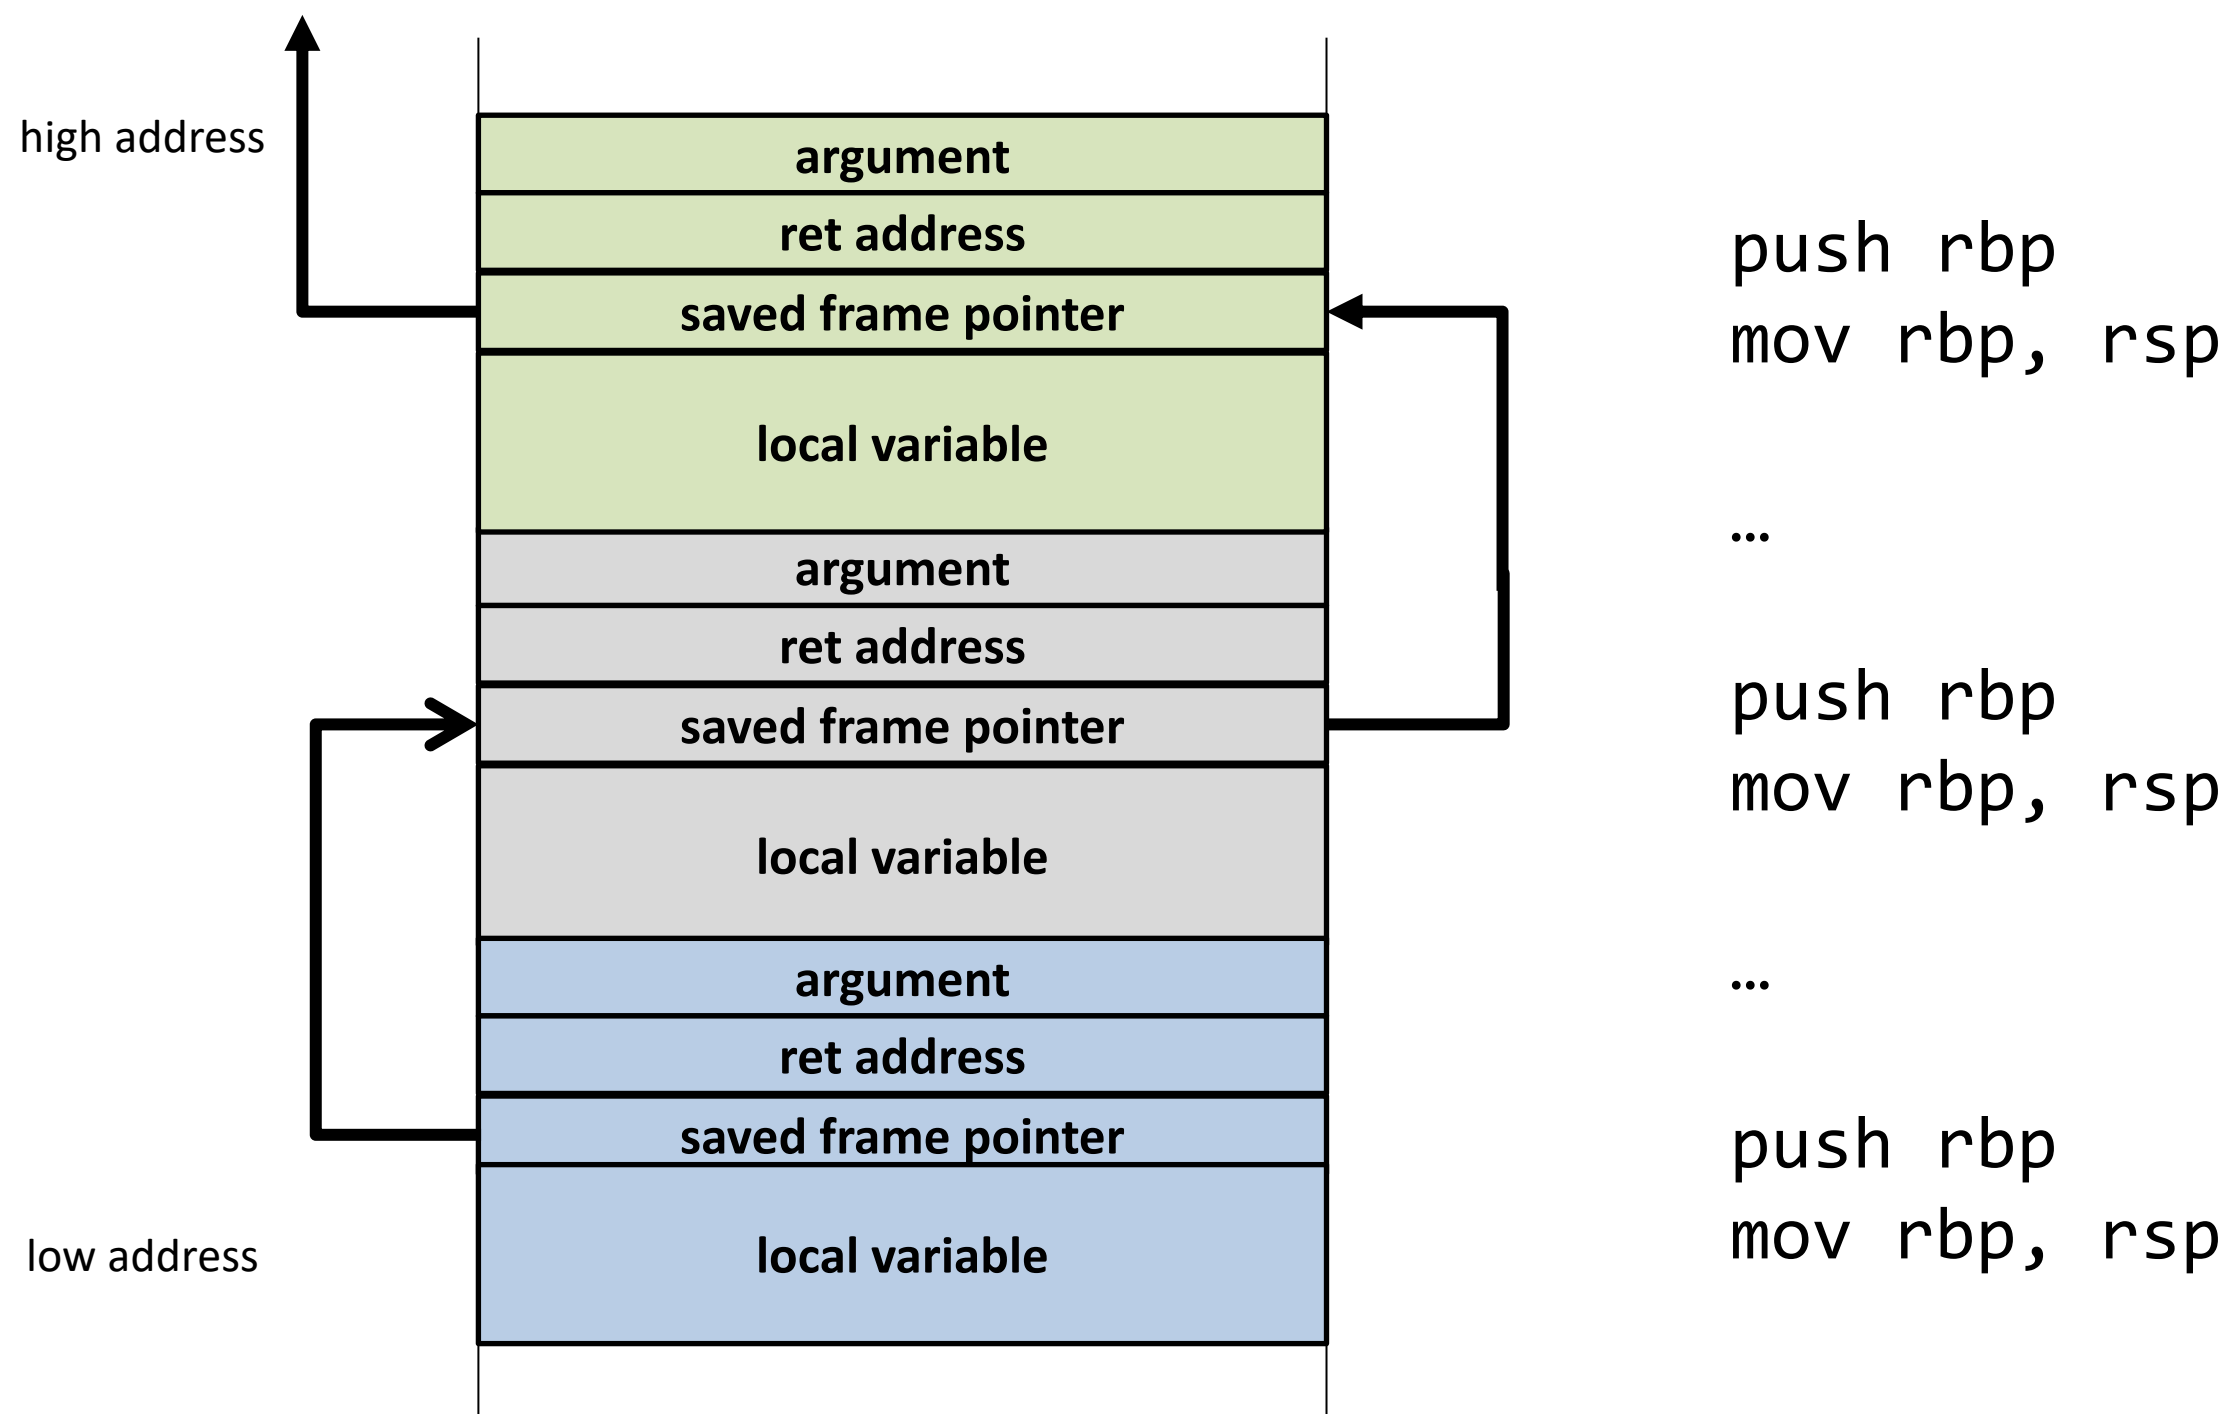 high address
argument
ret address
saved frame pointer
local variable
argument
ret address
saved frame pointer
local variable
argument
ret address
saved frame pointer
local variable
low address
push rbp
mov rbp, rsp
…
push rbp
mov rbp, rsp
…
push rbp
mov rbp, rsp